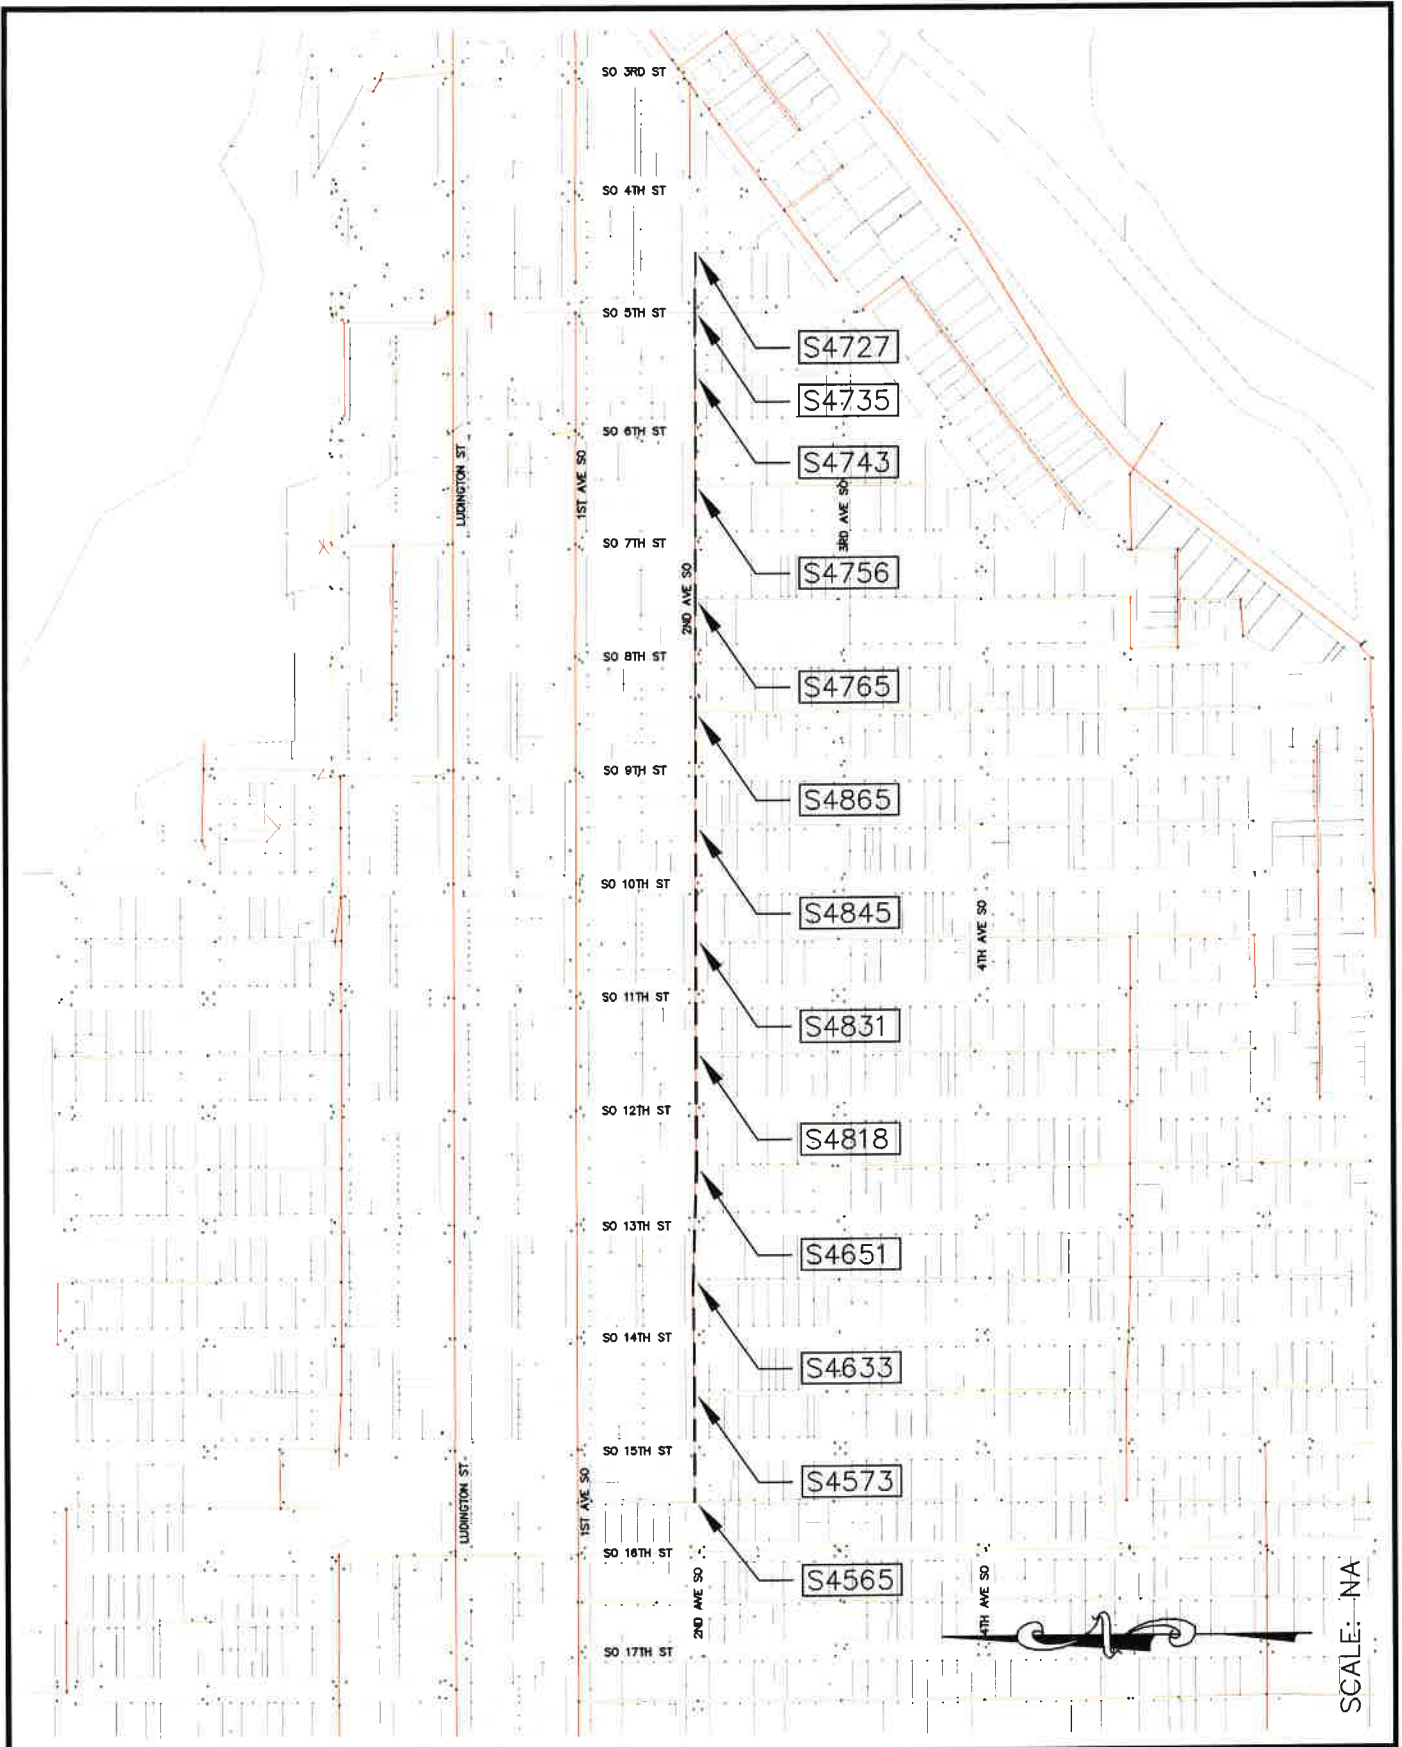 SO 3RD ST
SO 4TH ST
SO 5TH ST
S4727
S4735
SO 6TH ST
S4743
LUDINGTON ST
1ST AVE SO
3RD AVE SO
SO 7TH ST
S4756
2ND AVE SO
SO 8TH ST
S4765
SO 9TH ST
S4865
SO 10TH ST
S4845
4TH AVE SO
SO 11TH ST
S4831
SO 12TH ST
S4818
SO 13TH ST
S4651
SO 14TH ST
S4633
SO 15TH ST
S4573
LUDINGTON ST
1ST AVE SO
SO 16TH ST
S4565
2ND AVE SO
4TH AVE SO
SO 17TH ST
SCALE: NA